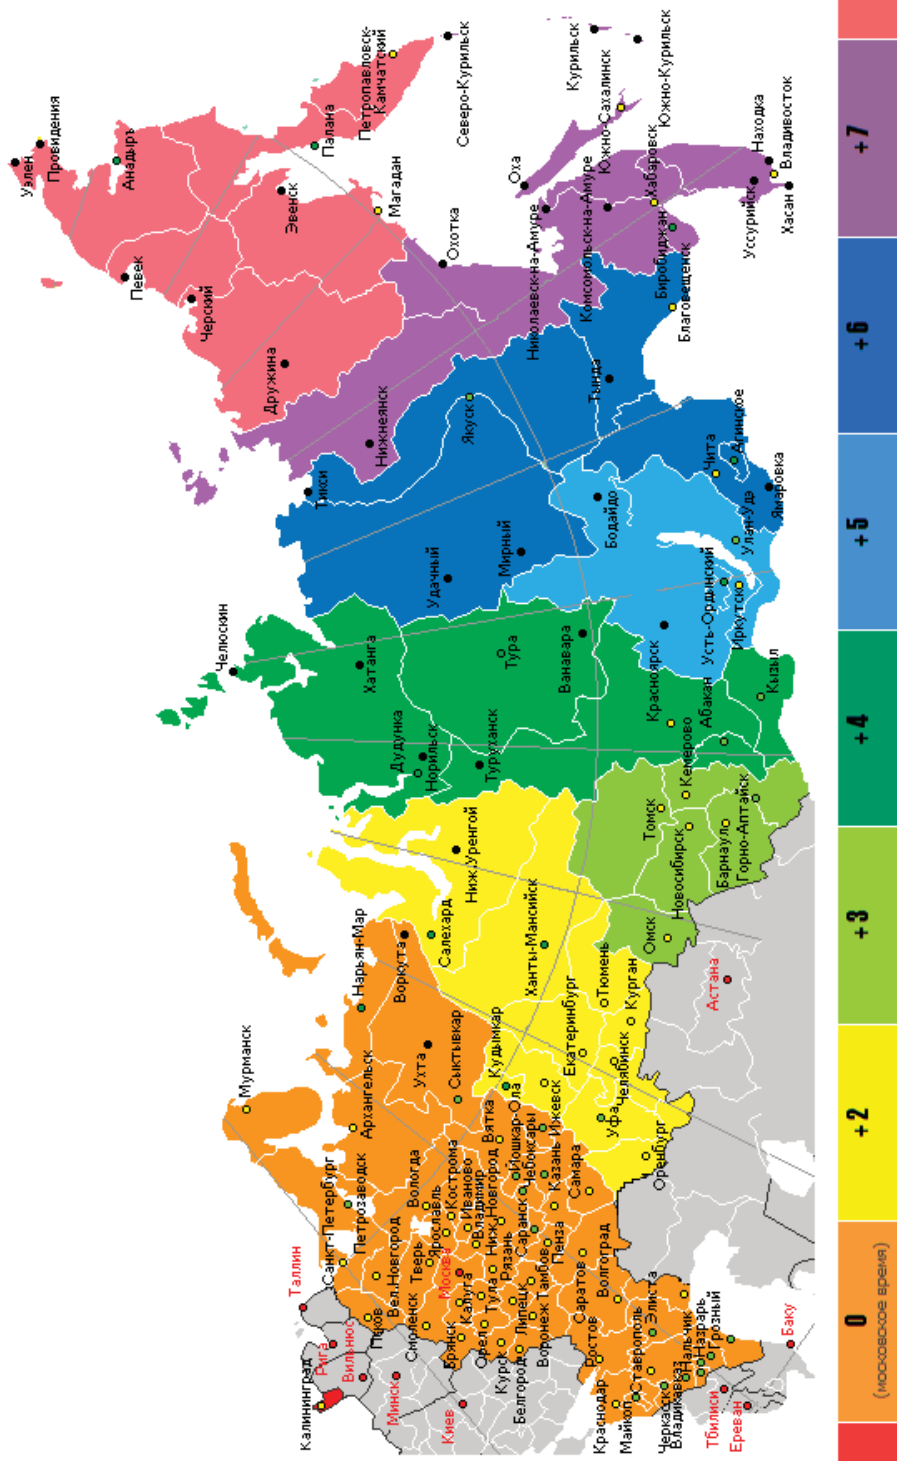 Уэлен
Провидения
Анадырь
Певек
Черский
Эвенск
Палана
Петропавловск-
Камчатский
Северо-Курильск
Магадан
Охотка
Дружина
Нижнеянск
Тикси
Якуск
Удачный
Мирный
Оха
Курильск
Южно-Сахалинск
Южно-Курильск
Николаевск-на-Амуре
Комсомольск-на-Амуре
Хабаровск
Биробиджан
Благовещенск
Находка
Владивосток
Уссурийск
Хасан
Тында
Чита
Агинское
Ямаровка
Бодайдо
Улан-Удэ
Усть-Ордынский
Иркутск
Челюскин
Хатанга
Дудунка
Норильск
Туруханск
Тура
Ванавара
Красноярск
Абакан
Кызыл
Кемерово
Томск
Новосибирск
Барнаул
Горно-Алтайск
Омск
Ниж.Уренгой
Салехард
Ханты-Мансийск
Тюмень
Курган
Екатеринбург
Челябинск
Уфа
Оренбург
Кудымкар
Нарьян-Мар
Воркута
Ухта
Сыктывкар
Мурманск
Архангельск
Санкт-Петербург
Петрозаводск
Вологда
Вел.Новгород
Тверь
Ярославль
Кострома
Иваново
Владимир
Ниж.Новгород
Вятка
Йошкар-Ола
Чебоксары
Ижевск
Казань
Самара
Саранск
Пенза
Рязань
Москва
Калуга
Тула
Липецк
Тамбов
Воронеж
Саратов
Волгоград
Псков
Смоленск
Брянск
Орел
Курск
Белгород
Ростов
Элиста
Ставрополь
Краснодар
Майкоп
Черкасск
Владикавказ
Нальчик
Назрарь
Грозный
Калининград
Таллин
Рига
Вильнюс
Минск
Киев
Тбилиси
Ереван
Баку
Астана
0
(московское время)
+2
+3
+4
+5
+6
+7